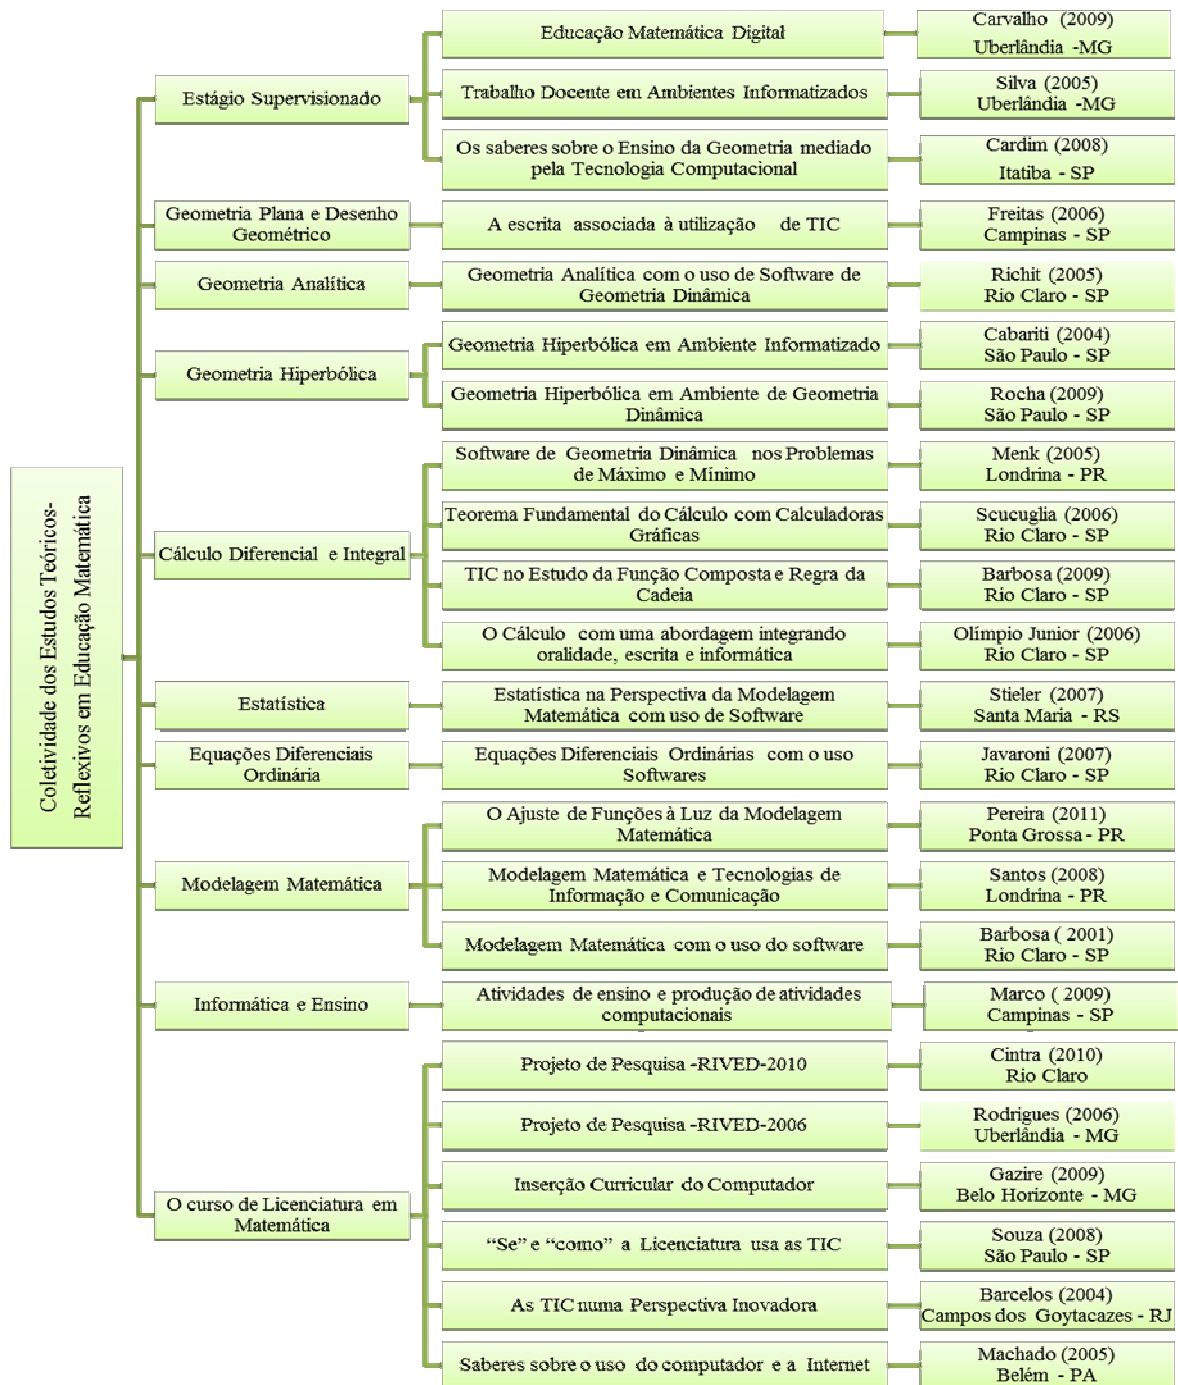 Coletividade dos Estudos Teóricos-
Reflexivos em Educação Matemática
Estágio Supervisionado
Educação Matemática Digital
Carvalho (2009)
Uberlândia -MG
Trabalho Docente em Ambientes Informatizados
Silva (2005)
Uberlândia -MG
Os saberes sobre o Ensino da Geometria mediado
pela Tecnologia Computacional
Cardim (2008)
Itatiba - SP
Geometria Plana e Desenho
Geométrico
A escrita associada à utilização de TIC
Freitas (2006)
Campinas - SP
Geometria Analítica
Geometria Analítica com o uso de Software de
Geometria Dinâmica
Richit (2005)
Rio Claro - SP
Geometria Hiperbólica
Geometria Hiperbólica em Ambiente Informatizado
Cabariti (2004)
São Paulo - SP
Geometria Hiperbólica em Ambiente de Geometria
Dinâmica
Rocha (2009)
São Paulo - SP
Cálculo Diferencial e Integral
Software de Geometria Dinâmica nos Problemas
de Máximo e Mínimo
Menk (2005)
Londrina - PR
Teorema Fundamental do Cálculo com Calculadoras
Gráficas
Scucuglia (2006)
Rio Claro - SP
TIC no Estudo da Função Composta e Regra da
Cadeia
Barbosa (2009)
Rio Claro - SP
O Cálculo com uma abordagem integrando
oralidade, escrita e informática
Olímpio Junior (2006)
Rio Claro - SP
Estatística
Estatística na Perspectiva da Modelagem
Matemática com uso de Software
Stieler (2007)
Santa Maria - RS
Equações Diferenciais
Ordinária
Equações Diferenciais Ordinárias com o uso
Softwares
Javaroni (2007)
Rio Claro - SP
Modelagem Matemática
O Ajuste de Funções à Luz da Modelagem
Matemática
Pereira (2011)
Ponta Grossa - PR
Modelagem Matemática e Tecnologias de
Informação e Comunicação
Santos (2008)
Londrina - PR
Modelagem Matemática com o uso do software
Barbosa ( 2001)
Rio Claro - SP
Informática e Ensino
Atividades de ensino e produção de atividades
computacionais
Marco ( 2009)
Campinas - SP
O curso de Licenciatura em
Matemática
Projeto de Pesquisa -RIVED-2010
Cintra (2010)
Rio Claro
Projeto de Pesquisa -RIVED-2006
Rodrigues (2006)
Uberlândia - MG
Inserção Curricular do Computador
Gazire (2009)
Belo Horizonte - MG
“Se” e “como” a Licenciatura usa as TIC
Souza (2008)
São Paulo - SP
As TIC numa Perspectiva Inovadora
Barcelos (2004)
Campos dos Goytacazes - RJ
Saberes sobre o uso do computador e a Internet
Machado (2005)
Belém - PA